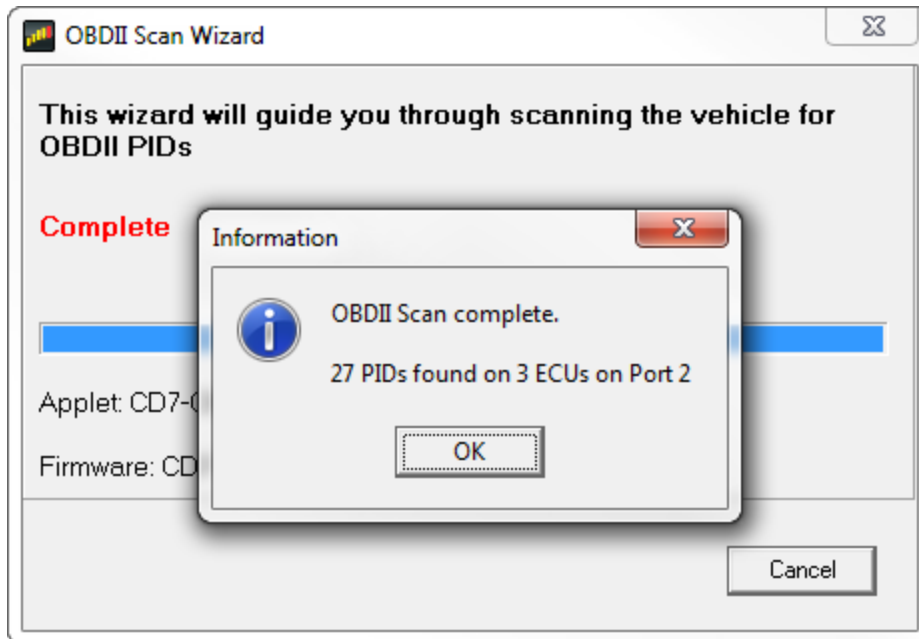 OBDII Scan Wizard
This wizard will guide you through scanning the vehicle for
OBDII PIDs
Complete
Information
OBDII Scan complete.
27 PIDs found on 3 ECUs on Port 2
OK
Applet: CD7-
Firmware: CD
Cancel